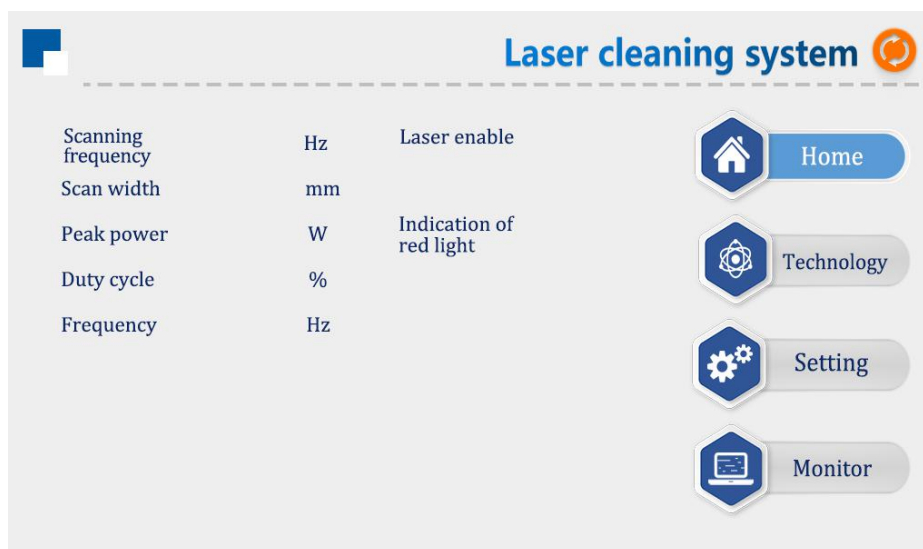 Laser cleaning system
Scanning
frequency
Hz
Scan width
mm
Peak power
W
Duty cycle
%
Frequency
Hz
Laser enable
Indication of
red light
Home
Technology
Setting
Monitor